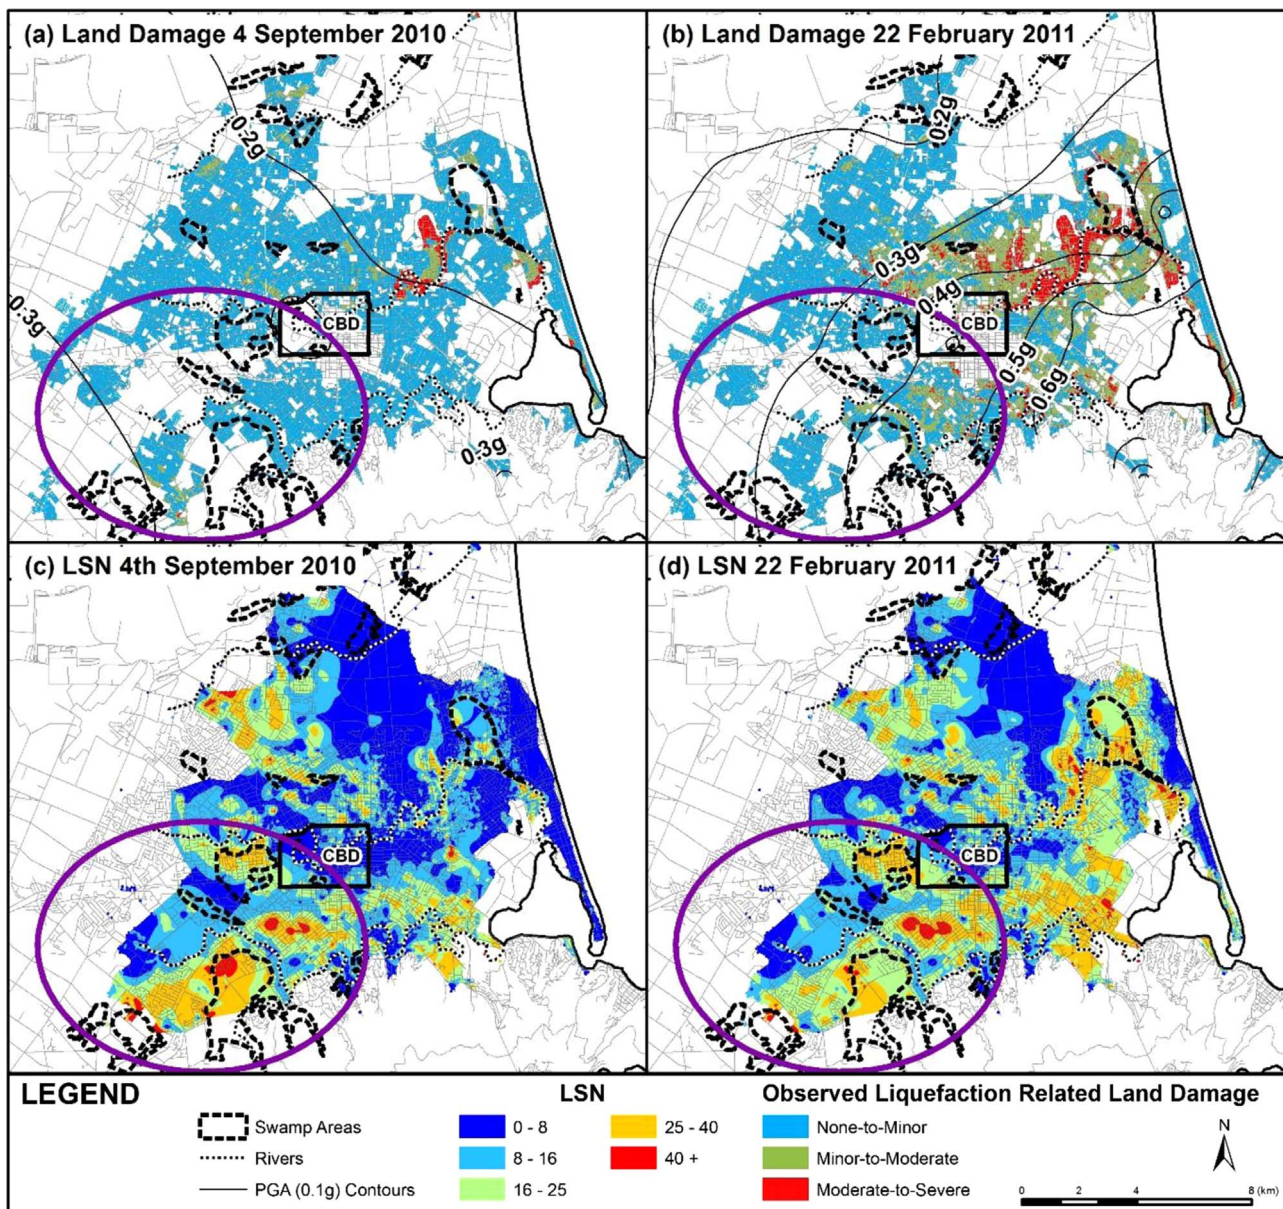 (a) Land Damage 4 September 2010
(b) Land Damage 22 February 2011
0.2g
0.3g
CBD
0.3g
0.2g
0.3g
0.4g
CBD
0.5g
0.6g
(c) LSN 4th September 2010
(d) LSN 22 February 2011
CBD
CBD
LEGEND
LSN
Observed Liquefaction Related Land Damage
Swamp Areas
0 - 8
25 - 40
None-to-Minor
N
Rivers
8 - 16
40 +
Minor-to-Moderate
PGA (0.1g) Contours
16 - 25
Moderate-to-Severe
0 2 4 8 (km)